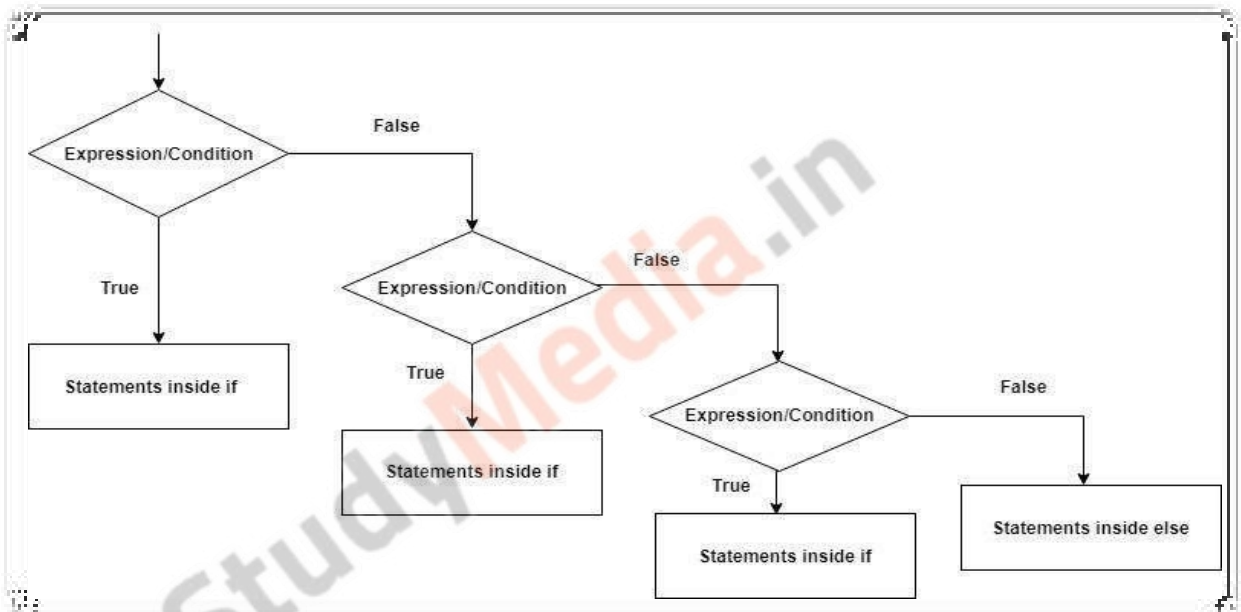 False
Expression/Condition
False
True
Expression/Condition
Statements inside if
True
False
Expression/Condition
Statements inside if
True
Statements inside else
Statements inside if
StudyMedia.in